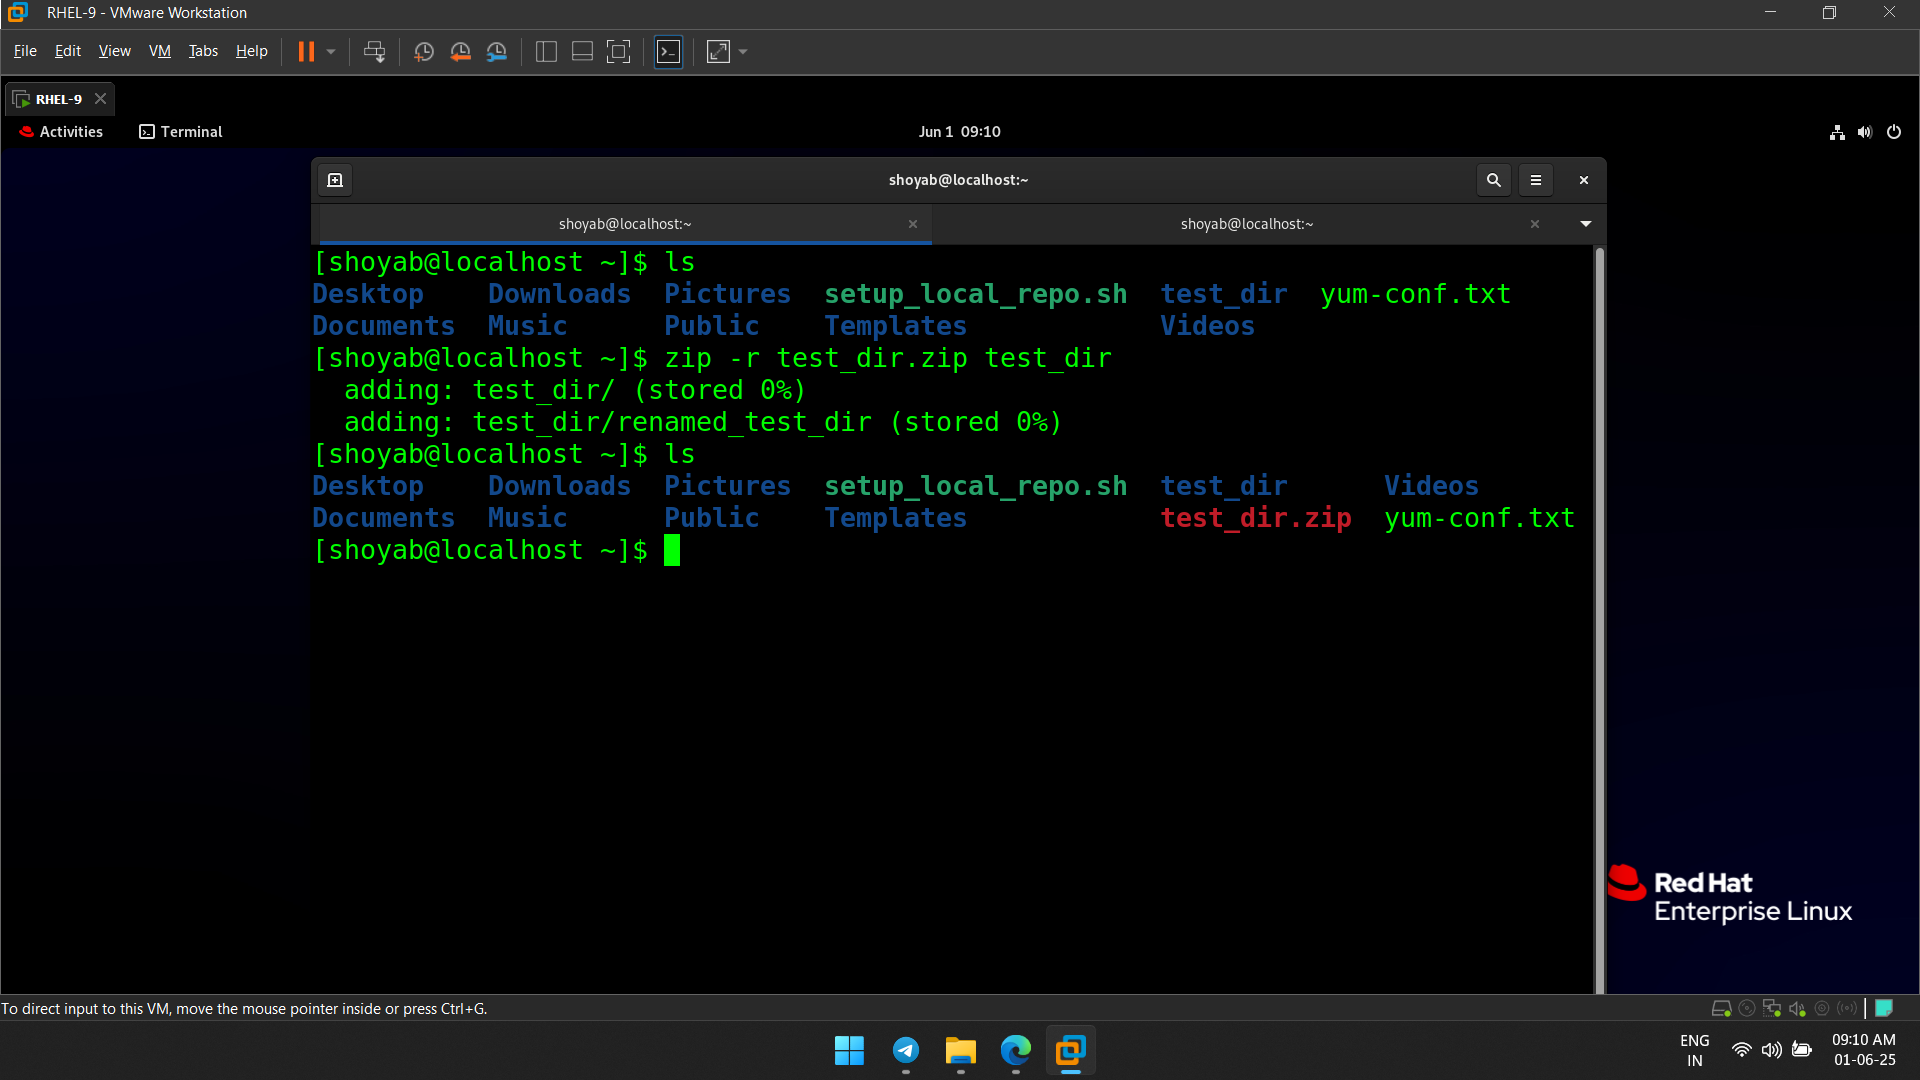 RHEL-9 - VMware Workstation
File Edit View VM Tabs Help
RHEL-9
Activities Terminal Jun 1 09:10
shoyab@localhost:~
shoyab@localhost:~ shoyab@localhost:~
[shoyab@localhost ~]$ ls
Desktop Downloads Pictures setup_local_repo.sh test_dir yum-conf.txt
Documents Music Public Templates Videos
[shoyab@localhost ~]$ zip -r test_dir.zip test_dir
adding: test_dir/ (stored 0%)
adding: test_dir/renamed_test_dir (stored 0%)
[shoyab@localhost ~]$ ls
Desktop Downloads Pictures setup_local_repo.sh test_dir Videos
Documents Music Public Templates test_dir.zip yum-conf.txt
[shoyab@localhost ~]$
Red Hat
Enterprise Linux
To direct input to this VM, move the mouse pointer inside or press Ctrl+G.
ENG 09:10 AM
IN 01-06-25